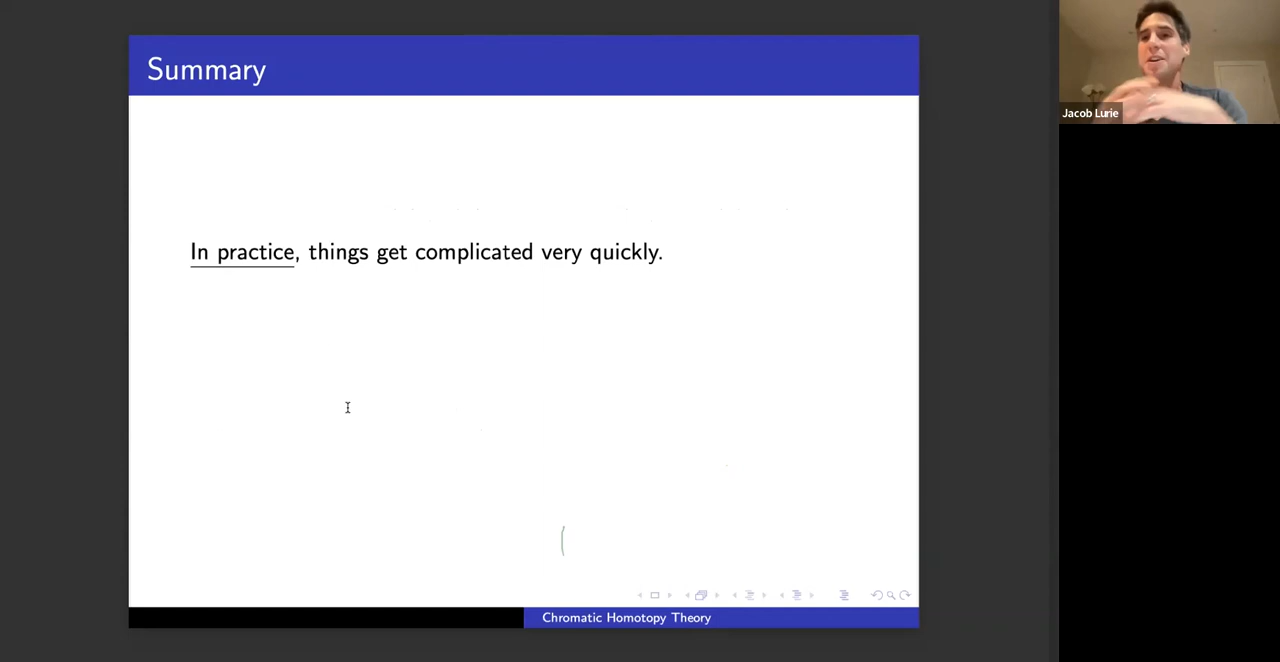 Summary
Jacob Lurie
In practice, things get complicated very quickly.
Chromatic Homotopy Theory